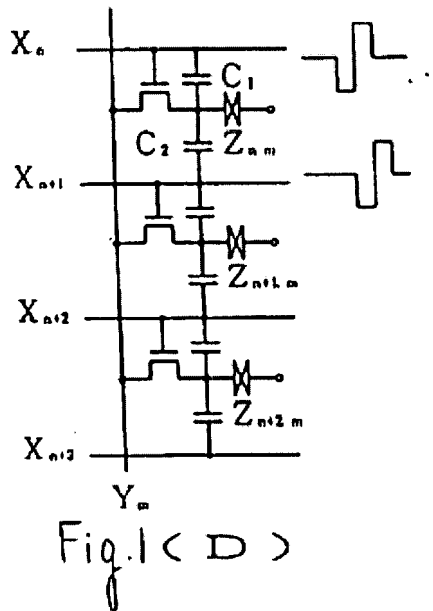 Xn
C1
C2
Zn m
Xn+1
Zn+1 m
Xn+2
Zn+2 m
Xn+3
Ym
Fig.1 ( D )